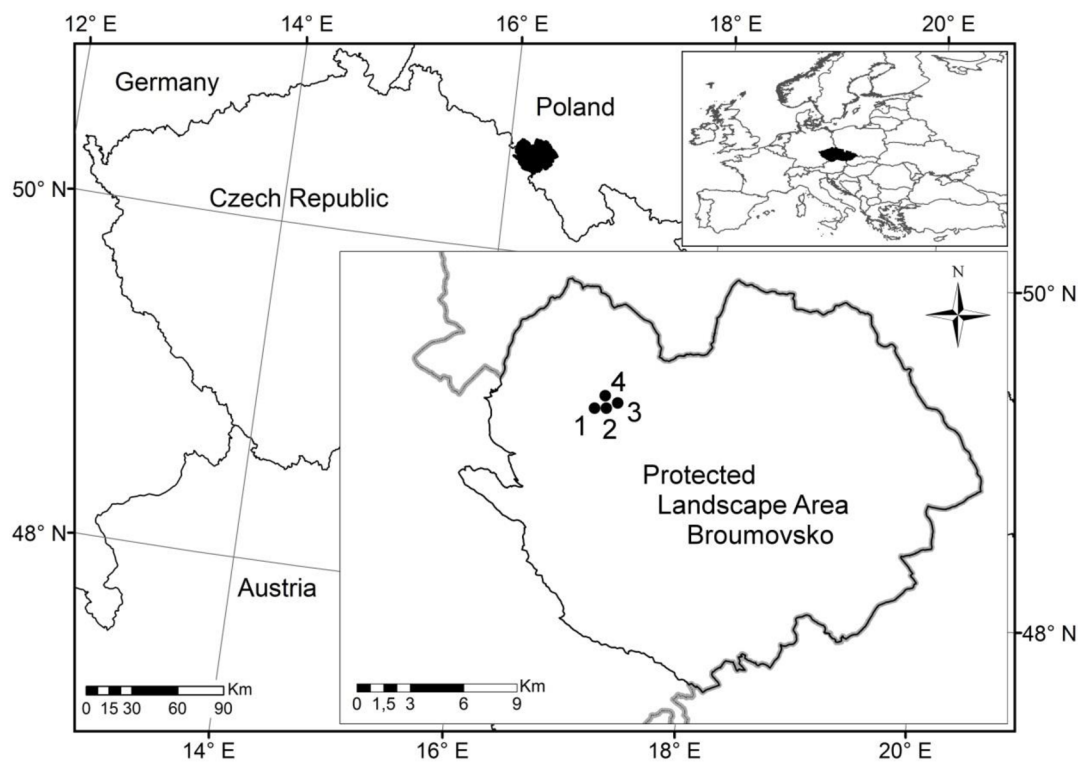 12° E 14° E 16° E 18° E 20° E
Germany
Poland
50° N
Czech Republic
N
50° N
4
1 2 3
Protected
Landscape Area
Broumovsko
48° N
Austria
48° N
Km
0 15 30 60 90
Km
0 1,5 3 6 9
14° E 16° E 18° E 20° E